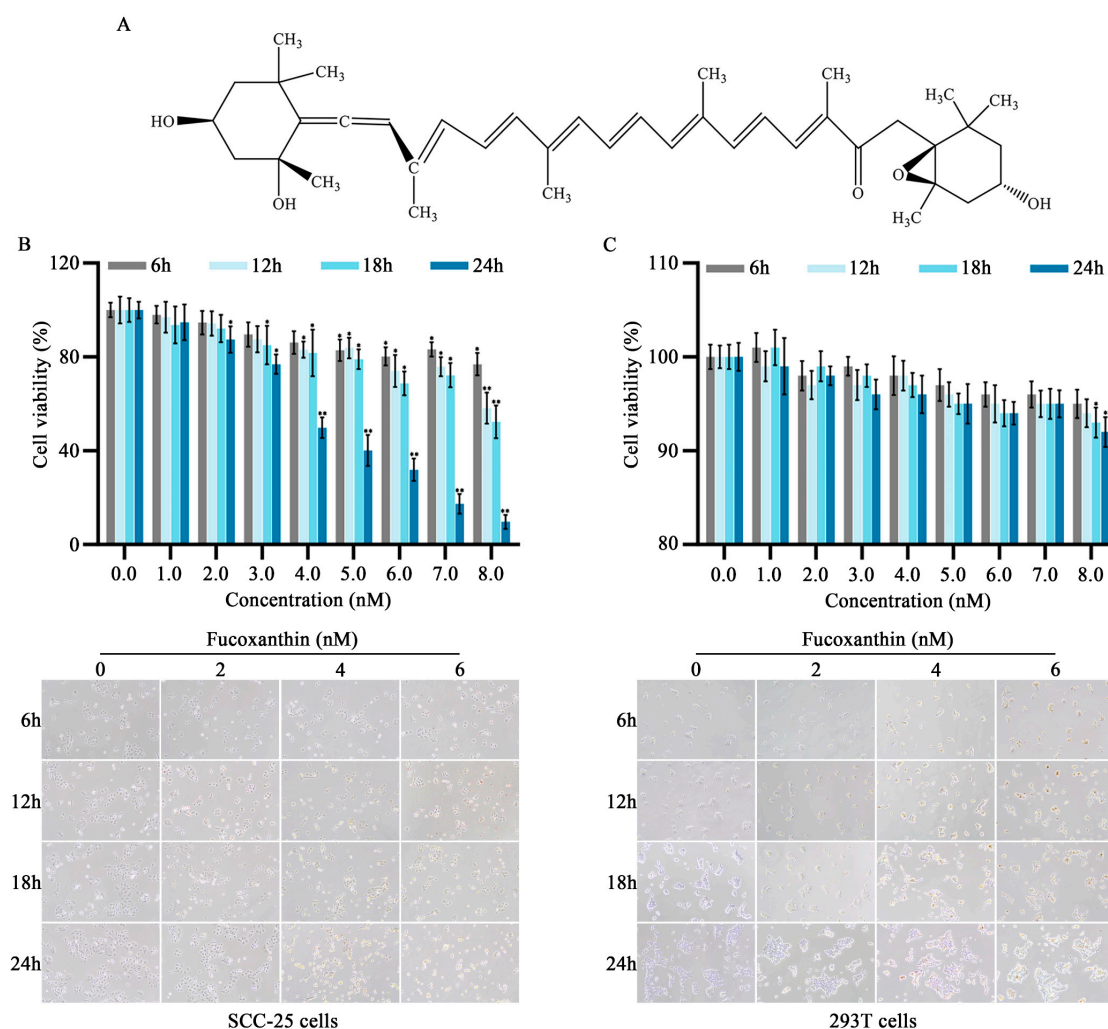 A
CH₃
CH₃
CH₃
CH₃
H₃C
CH₃
HO
C
C
O
O
OH
CH₃
OH
CH₃
CH₃
H₃C
B
120
80
40
0
Cell viability (%)
6h 12h 18h 24h
* * * * * * * ** * * * ** * * * ** * * * ** * ** ** **
0.0 1.0 2.0 3.0 4.0 5.0 6.0 7.0 8.0
Concentration (nM)
C
110
100
90
80
Cell viability (%)
6h 12h 18h 24h
* *
0.0 1.0 2.0 3.0 4.0 5.0 6.0 7.0 8.0
Concentration (nM)
Fucoxanthin (nM)
0 2 4 6
6h
12h
18h
24h
SCC-25 cells
Fucoxanthin (nM)
0 2 4 6
6h
12h
18h
24h
293T cells